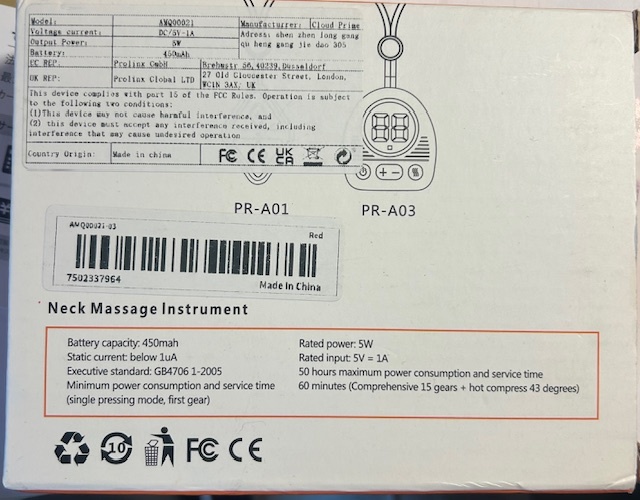 Model: AMQ00021 Manufacturrer: Cloud Prime
Voltage current: DC/5V-1A Adress: shen zhen long gang
Output Power: 5W qu heng gang jie dao 305
Battery: 450mAh
EC REP: Prolinx GmbH Brehmstr 56, 40239, Dusseldorf
UK REP: Prolinx Global LTD 27 Old Gloucester Street, London,
WC1N 3AX, UK
This device complies with part 15 of the FCC Rules. Operation is subject
to the following two conditions:
(1)This device may not cause harmful interference, and
(2) this device must accept any interference received, including
interference that may cause undesired operation
Country Origin: Made in china FC CE UK CA
88
PR-A01 PR-A03
AMQ00021-03
Red
7502337964 Made In China
Neck Massage Instrument
Battery capacity: 450mah Rated power: 5W
Static current: below 1uA Rated input: 5V = 1A
Executive standard: GB4706 1-2005 50 hours maximum power consumption and service time
Minimum power consumption and service time 60 minutes (Comprehensive 15 gears + hot compress 43 degrees)
(single pressing mode, first gear)
10 FC CE